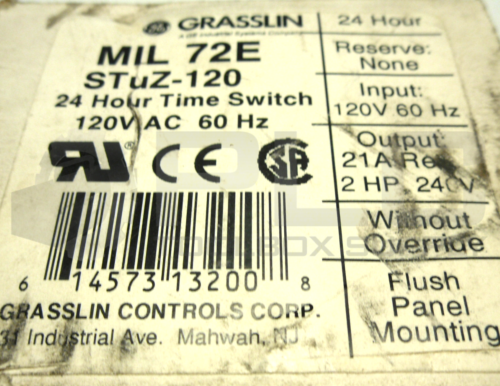 GRASSLIN
MIL 72E
STuZ-120
24 Hour Time Switch
120V AC 60 Hz
CE
6 14573 13200 8
GRASSLIN CONTROLS CORP.
31 Industrial Ave. Mahwah, NJ
24 Hour
Reserve:
None
Input:
120V 60 Hz
Output:
21A Res
2 HP 240V
Without
Override
Flush
Panel
Mounting